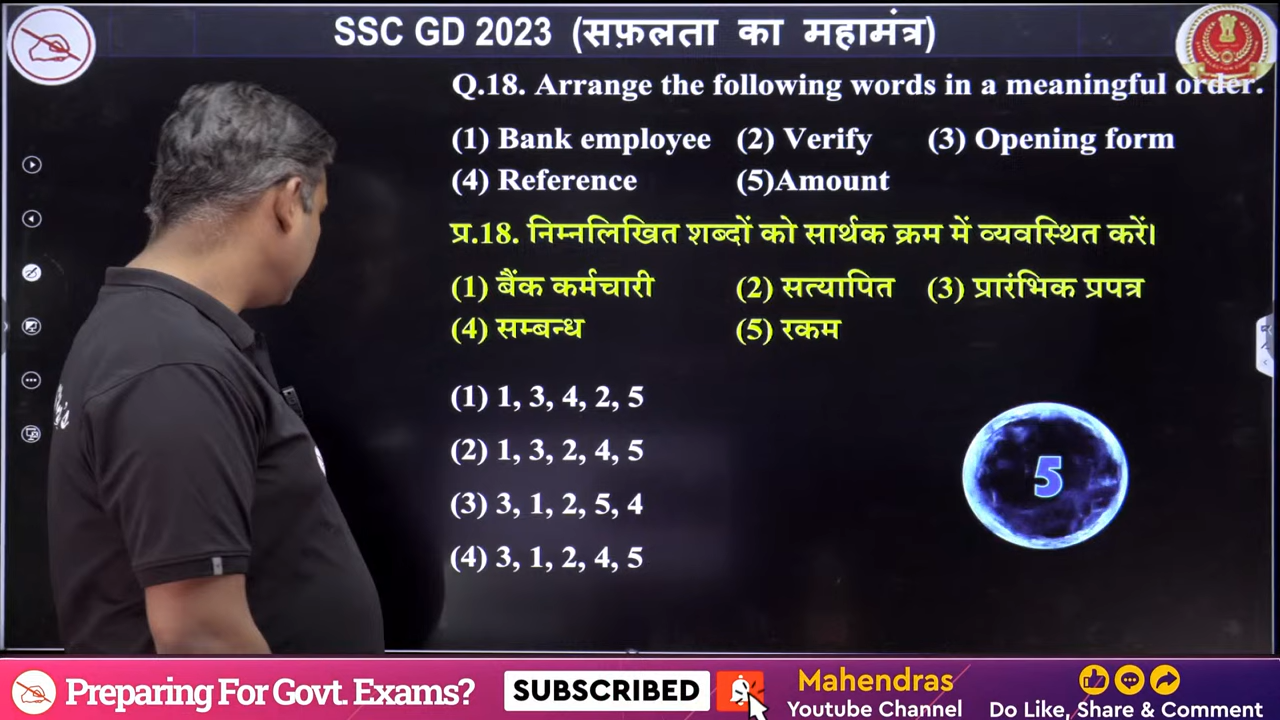 SSC GD 2023 (सफ़लता का महामंत्र)
Q.18. Arrange the following words in a meaningful order.
(1) Bank employee (2) Verify (3) Opening form
(4) Reference (5)Amount
प्र.18. निम्नलिखित शब्दों को सार्थक क्रम में व्यवस्थित करें।
(1) बैंक कर्मचारी (2) सत्यापित (3) प्रारंभिक प्रपत्र
(4) सम्बन्ध (5) रकम
(1) 1, 3, 4, 2, 5
(2) 1, 3, 2, 4, 5
(3) 3, 1, 2, 5, 4
(4) 3, 1, 2, 4, 5
5
Preparing For Govt. Exams? SUBSCRIBED Mahendras
Youtube Channel Do Like, Share & Comment